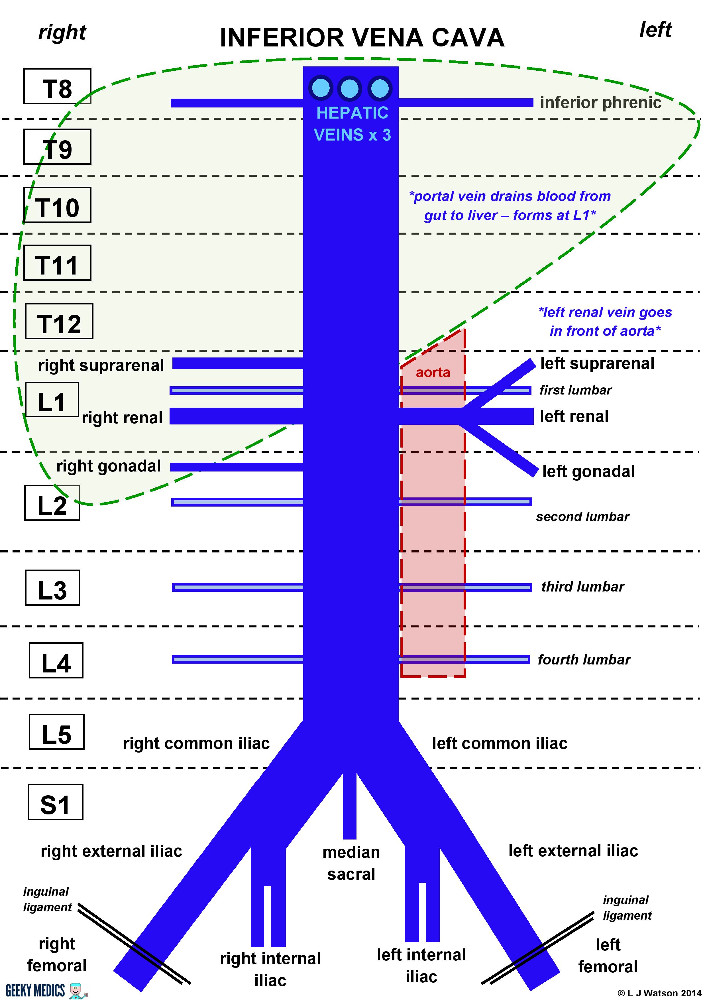 right
INFERIOR VENA CAVA
left
T8
inferior phrenic
HEPATIC
VEINS x 3
T9
T10
*portal vein drains blood from
gut to liver – forms at L1*
T11
T12
*left renal vein goes
in front of aorta*
right suprarenal
left suprarenal
aorta
first lumbar
L1
right renal
left renal
right gonadal
left gonadal
L2
second lumbar
L3
third lumbar
L4
fourth lumbar
L5
right common iliac
left common iliac
S1
right external iliac
median
sacral
left external iliac
inguinal
ligament
inguinal
ligament
right
femoral
right internal
iliac
left internal
iliac
left
femoral
GEEKY MEDICS
© L J Watson 2014